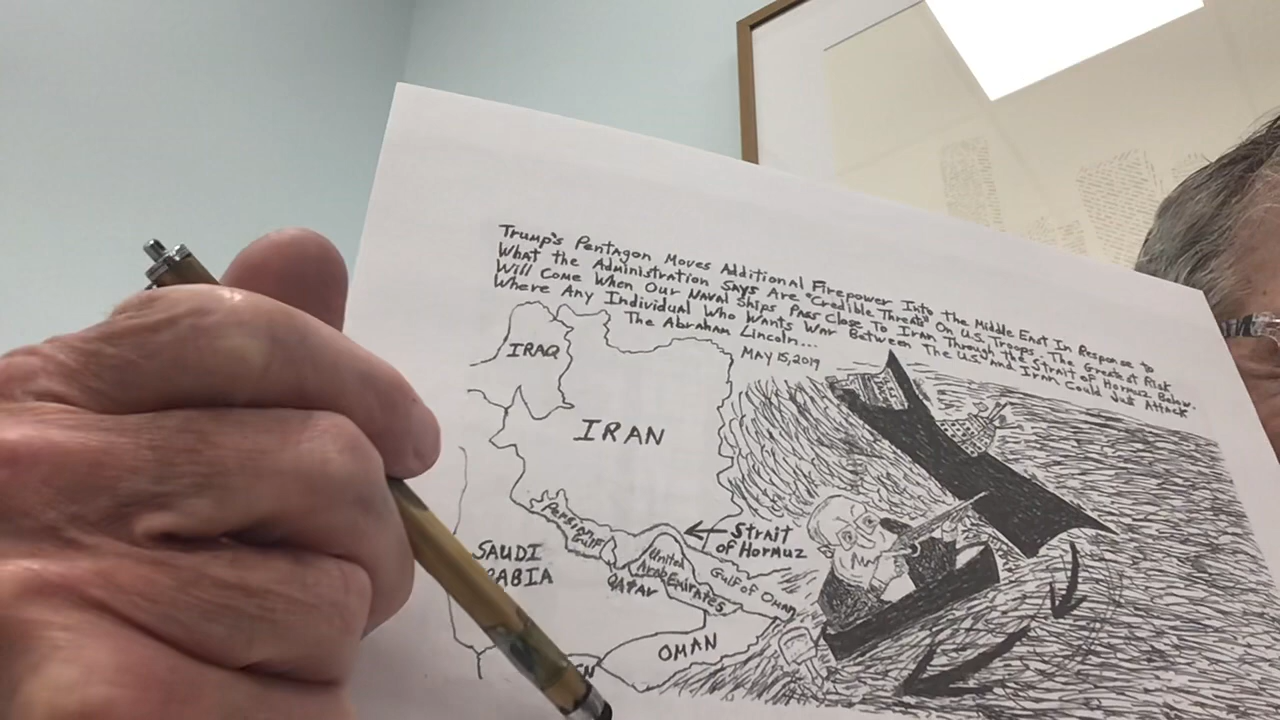 Trump's Pentagon Moves Additional Firepower Into the Middle East In Response to
What the Administration Says Are "Credible Threats" On U.S. Troops. The Greatest Risk
Will Come When Our Naval Ships Pass Close To Iran Through the Strait of Hormuz Below.
Where Any Individual Who Wants War Between The U.S. and Iran Could Just Attack
The Abraham Lincoln...
MAY 15, 2019
IRAQ
IRAN
Persian Gulf
Strait
of Hormuz
SAUDI
RABIA
United
Arab Emirates
QATAR
Gulf of Oman
OMAN
EN